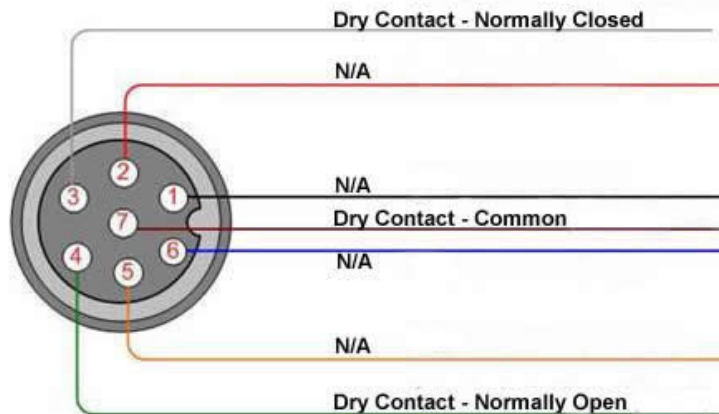 Dry Contact - Normally Closed
N/A
2
3
1
N/A
7
Dry Contact - Common
4
6
N/A
5
N/A
Dry Contact - Normally Open